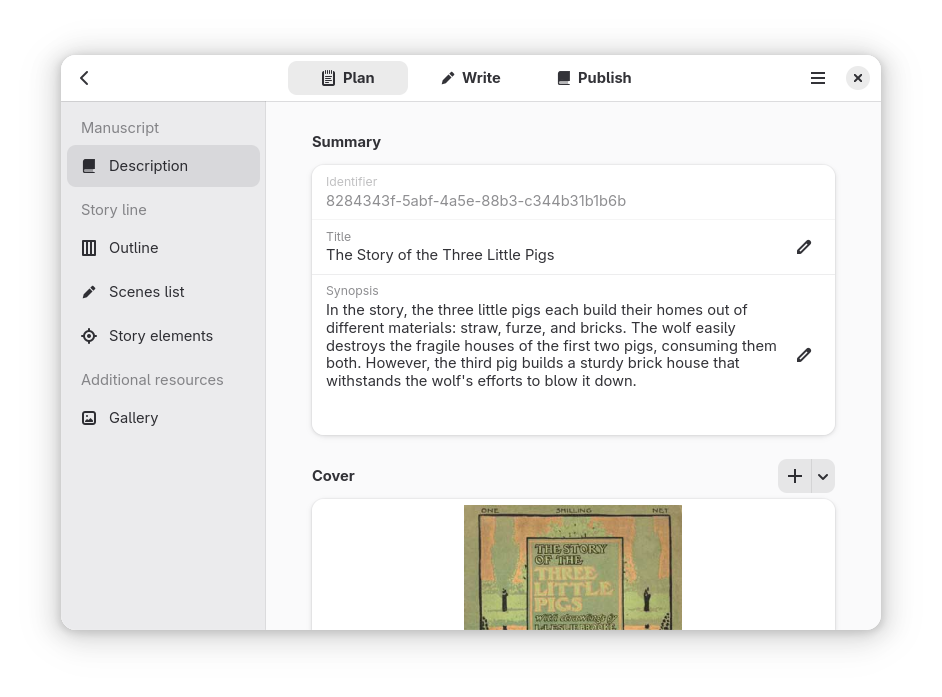 Plan
Write
Publish
Manuscript
Description
Story line
Outline
Scenes list
Story elements
Additional resources
Gallery
Summary
Identifier
8284343f-5abf-4a5e-88b3-c344b31b1b6b
Title
The Story of the Three Little Pigs
Synopsis
In the story, the three little pigs each build their homes out of
different materials: straw, furze, and bricks. The wolf easily
destroys the fragile houses of the first two pigs, consuming them
both. However, the third pig builds a sturdy brick house that
withstands the wolf's efforts to blow it down.
Cover
ONE SHILLING NET
THE STORY
OF THE
THREE
LITTLE
PIGS